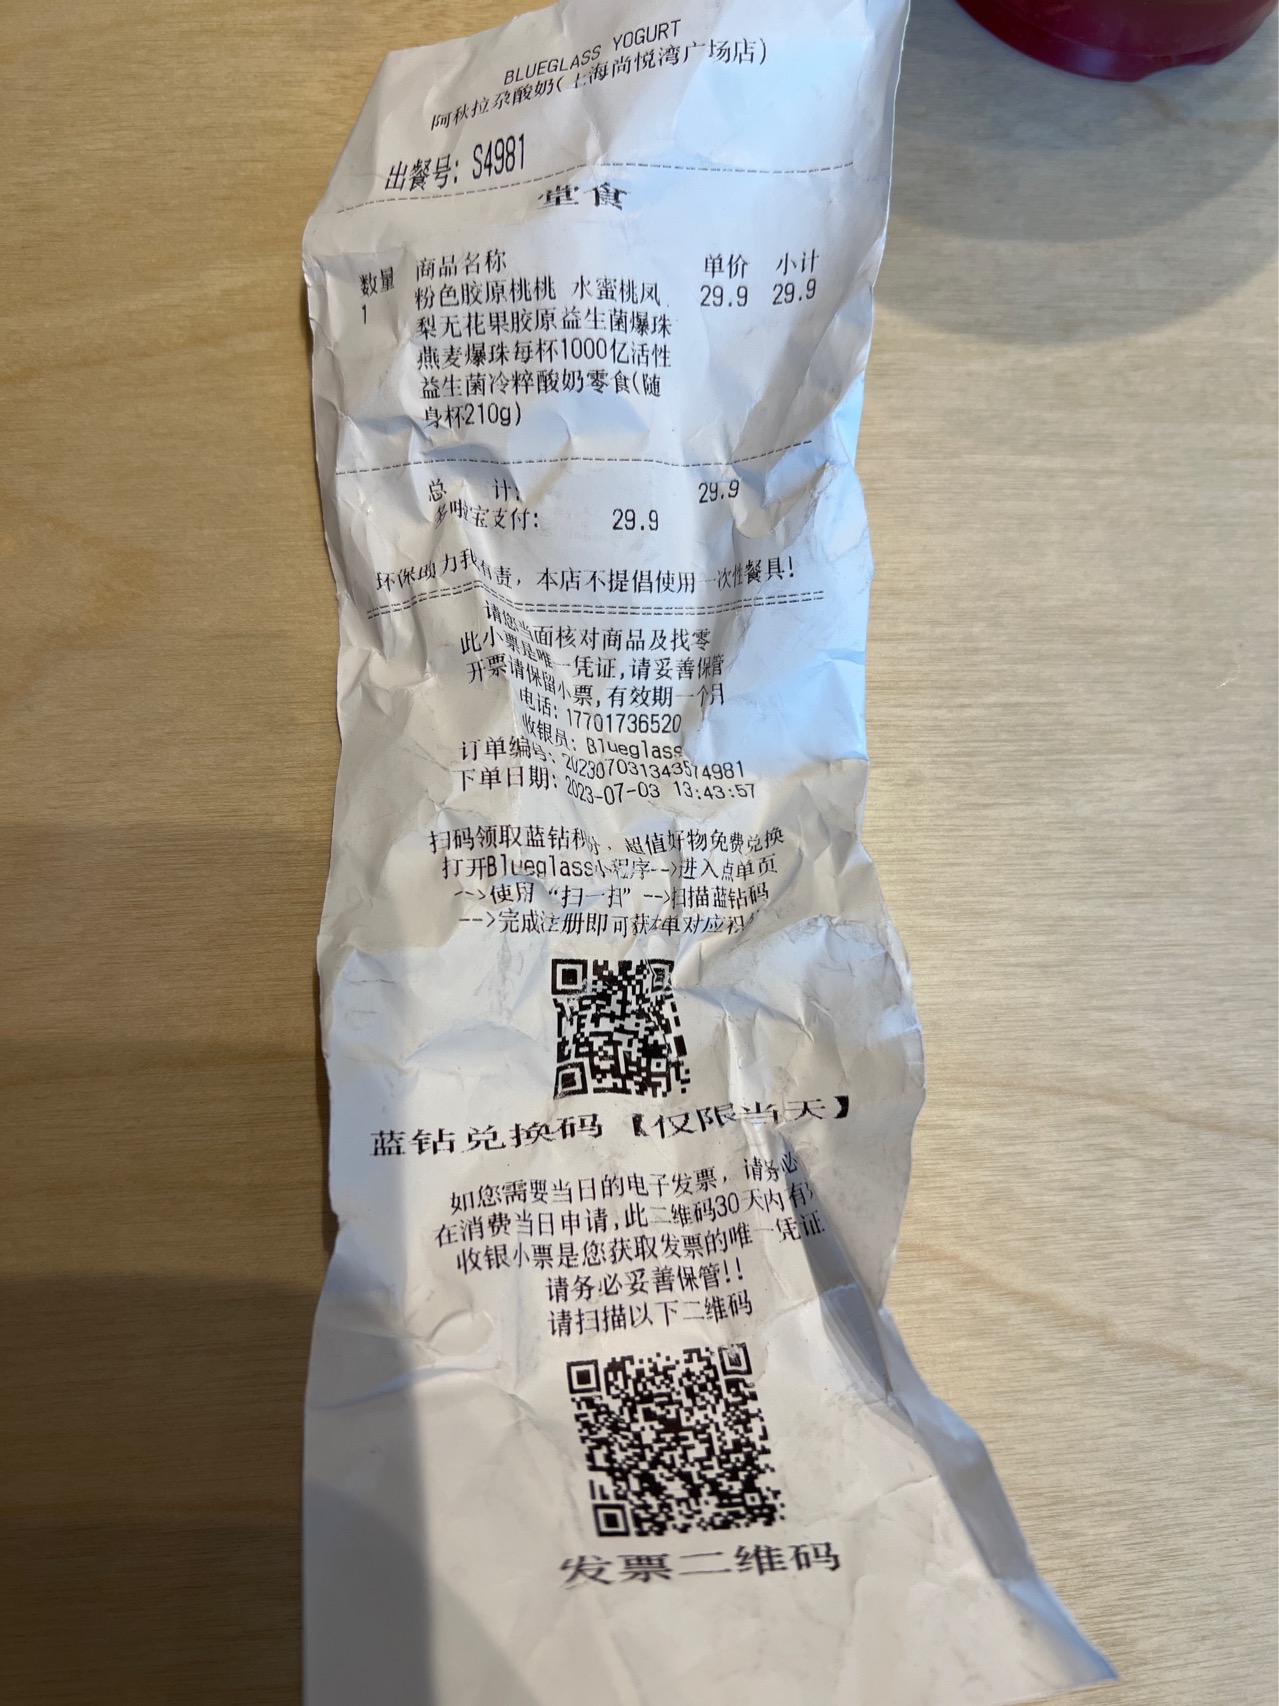 BLUEGLASS YOGURT
阿秋拉尕酸奶(上海尚悦湾广场店)
出餐号: S4981
堂食
数量 商品名称 单价 小计
1 粉色胶原桃桃 水蜜桃凤 29.9 29.9
梨无花果胶原益生菌爆珠
燕麦爆珠每杯1000亿活性
益生菌冷粹酸奶零食(随
身杯210g)
总 计: 29.9
哆啦宝支付: 29.9
环保助力我有责，本店不提倡使用一次性餐具!
请您当面核对商品及找零
此小票是唯一凭证,请妥善保管
开票请保留小票,有效期一个月
电话: 17701736520
收银员: Blueglass
订单编号: 202307031343574981
下单日期: 2023-07-03 13:43:57
扫码领取蓝钻积分，超值好物免费兑换
打开Blueglass小程序-->进入点单页
-->使用“扫一扫”-->扫描蓝钻码
-->完成注册即可获本单对应积
蓝钻兑换码【仅限当天】
如您需要当日的电子发票，请务必
在消费当日申请,此二维码30天内有
收银小票是您获取发票的唯一凭证
请务必妥善保管!!
请扫描以下二维码
发票二维码